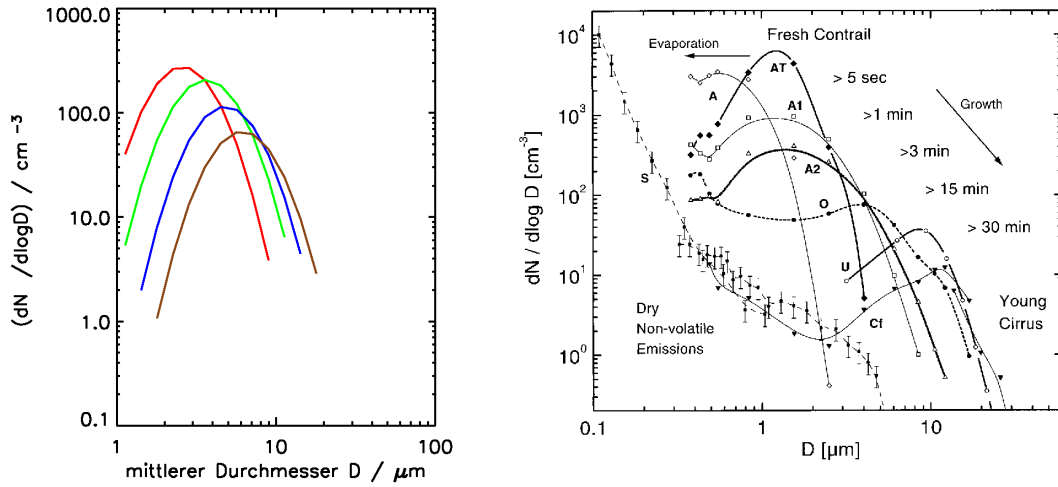 (dN /dlogD) / cm⁻³
1000.0
100.0
10.0
1.0
0.1
1
10
100
mittlerer Durchmesser D / μm
dN / dlog D [cm⁻³]
10⁴
10³
10²
10¹
10⁰
0.1
1
10
D [μm]
Fresh Contrail
Evaporation
AT
A
A1
A2
S
O
U
Cf
> 5 sec
>1 min
>3 min
> 15 min
> 30 min
Growth
Dry
Non-volatile
Emissions
Young
Cirrus